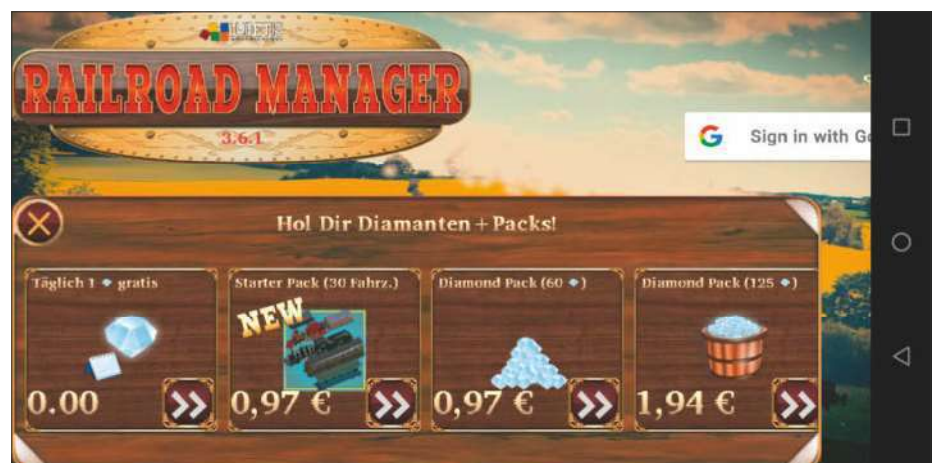 RAILROAD MANAGER
3.6.1
Sign in with Go
Hol Dir Diamanten + Packs!
Täglich 1 gratis
Starter Pack (30 Fahrz.)
Diamond Pack (60)
Diamond Pack (125)
NEW
0.00
0,97 €
0,97 €
1,94 €